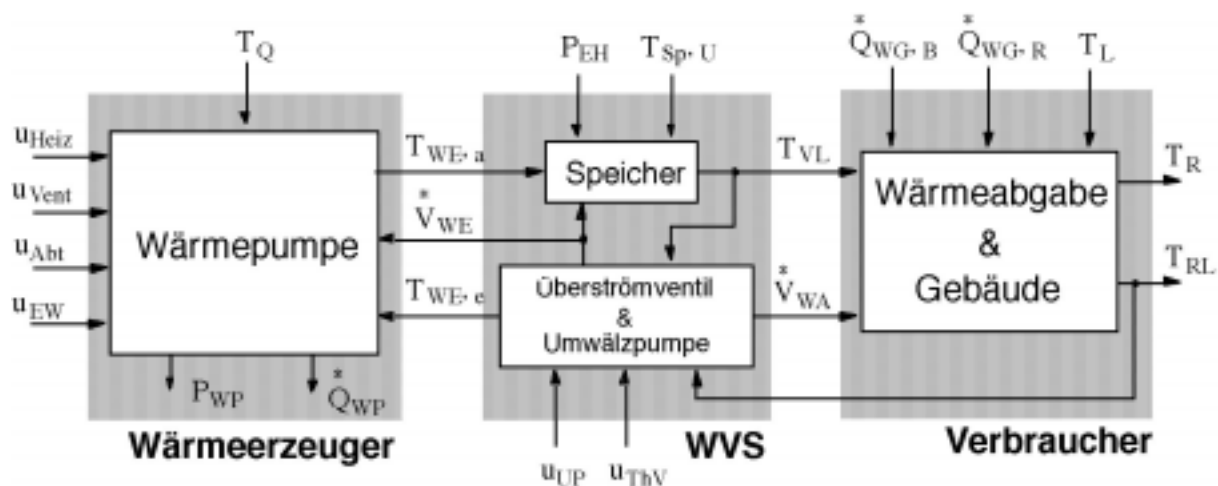 T_Q
P_EH
T_Sp, U
Q̊_WG, B
Q̊_WG, R
T_L
u_Heiz
u_Vent
u_Abt
u_EW
Wärmepumpe
T_WE, a
V̊_WE
T_WE, e
Speicher
Überströmventil
&
Umwälzpumpe
T_VL
V̊_WA
Wärmeabgabe
&
Gebäude
T_R
T_RL
P_WP
Q̊_WP
u_UP
u_ThV
Wärmeerzeuger
WVS
Verbraucher